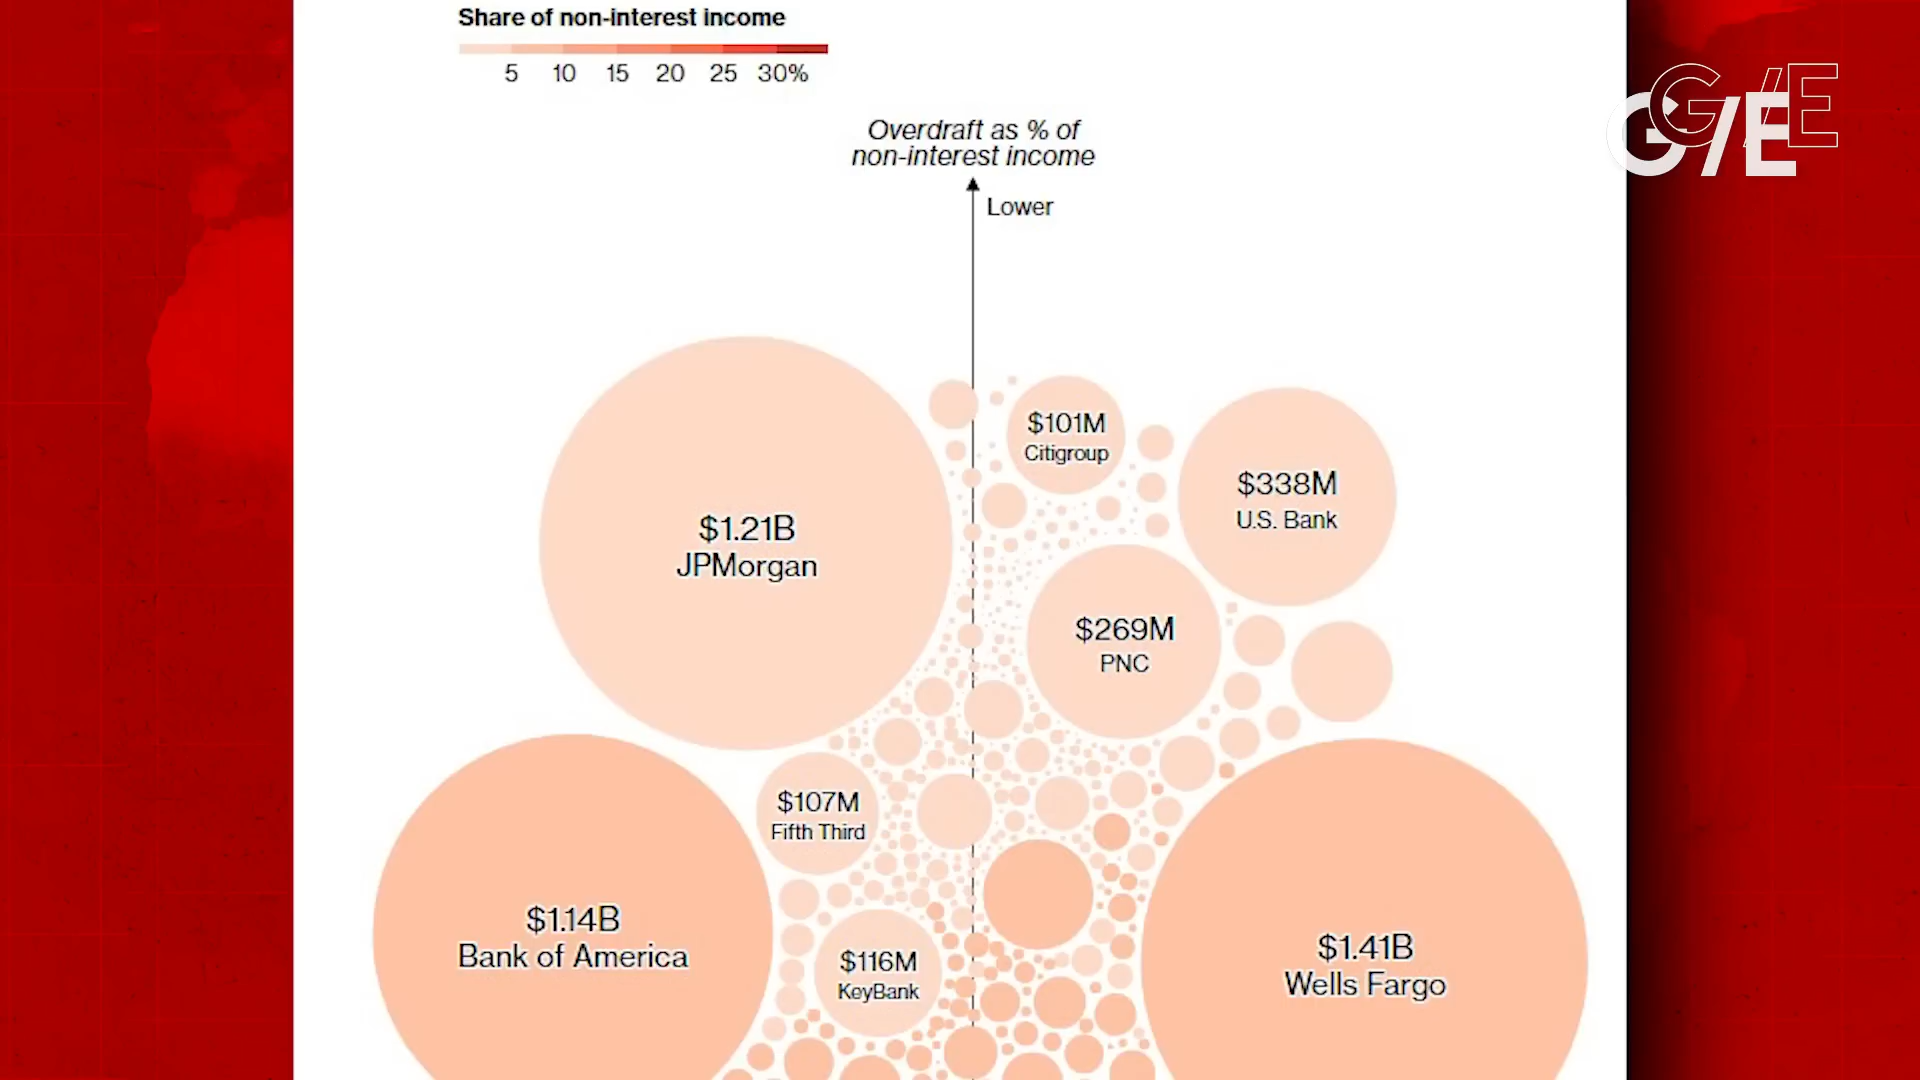 Share of non-interest income
5 10 15 20 25 30%
G/E
G/E
Overdraft as % of
non-interest income
Lower
$101M
Citigroup
$338M
U.S. Bank
$1.21B
JPMorgan
$269M
PNC
$107M
Fifth Third
$1.14B
Bank of America
$116M
KeyBank
$1.41B
Wells Fargo